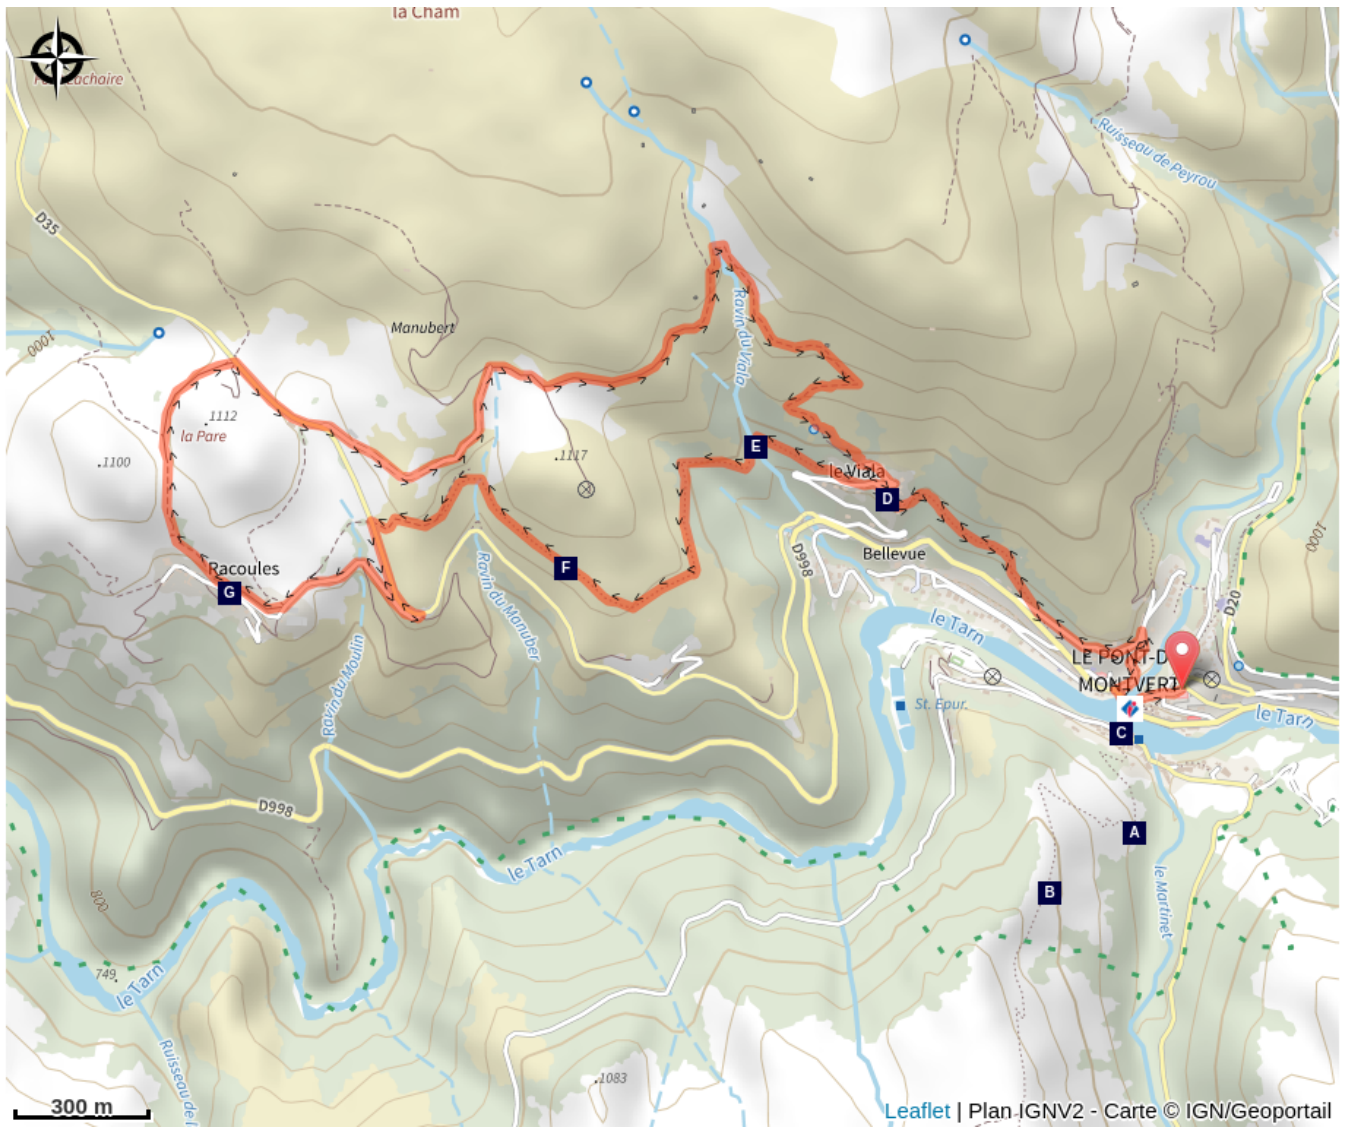 la Cham
achaire
Ruisseau de Peyrou
D35
Manubert
Ravin du Viala
1000
1112
la Pare
1100
1117
E
le Viala
D
Bellevue
D998
1000
Racoules
G
F
Ravin du Manuber
D20
le Tarn
LE PONT-D
MONTVERT
Ravin du Moulin
St. Epur.
C
le Tarn
D998
A
le Tarn
B
800
le Martinet
749
le Tarn
Ruisseau de l
1083
300 m
Leaflet | Plan IGNV2 - Carte © IGN/Geoportail